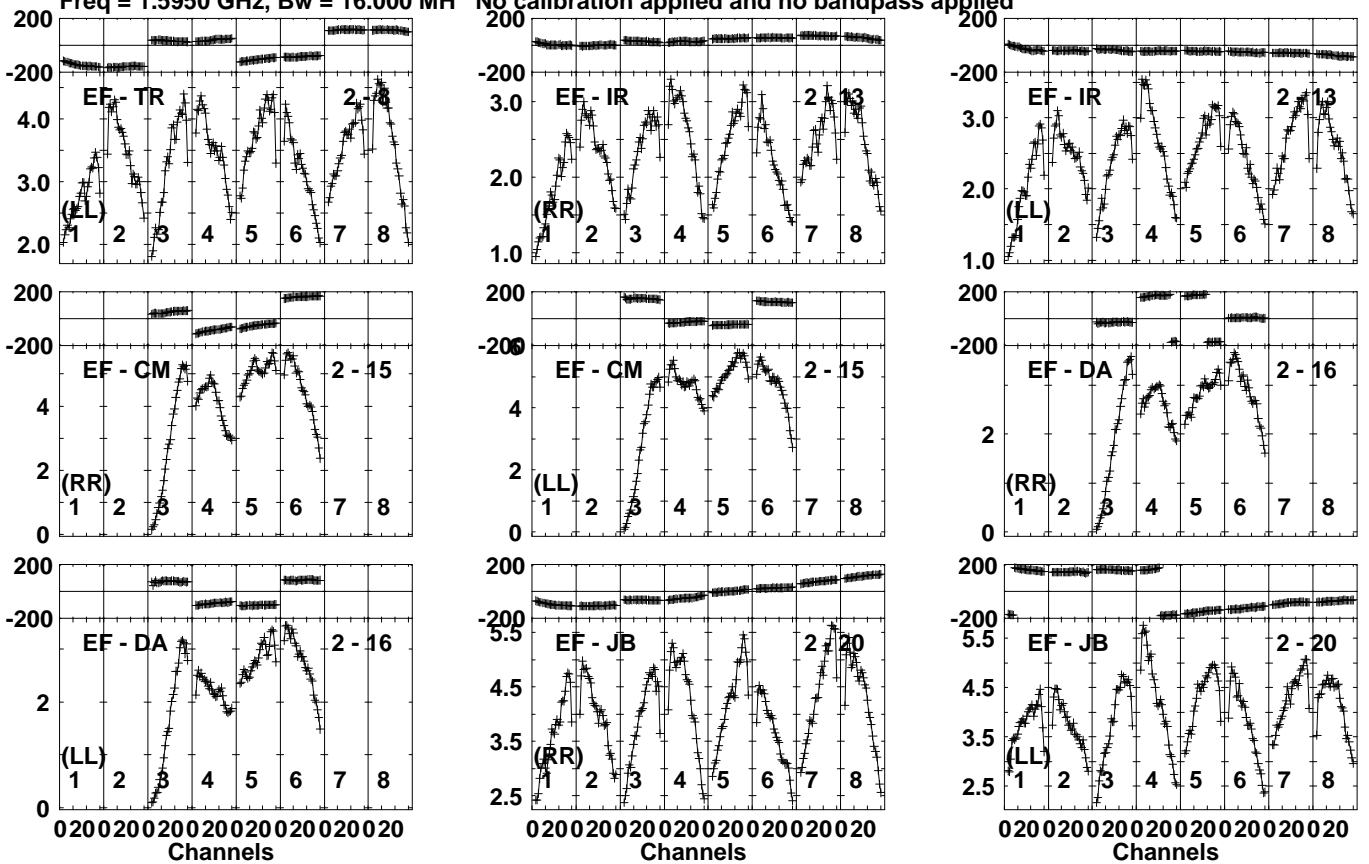 Freq = 1.5950 GHz, Bw = 16.000 MH No calibration applied and no bandpass applied
200
-200
EF - TR 2 - 8
4.0
3.0
2.0
(LL)
1 2 3 4 5 6 7 8
200
-200
EF - IR 2 - 13
3.0
2.0
1.0
(RR)
1 2 3 4 5 6 7 8
200
-200
EF - IR 2 - 13
3.0
2.0
1.0
(LL)
1 2 3 4 5 6 7 8
200
-200
EF - CM 2 - 15
4
2
0
(RR)
1 2 3 4 5 6 7 8
200
-200
6
EF - CM 2 - 15
4
2
0
(LL)
1 2 3 4 5 6 7 8
200
-200
EF - DA 2 - 16
2
0
(RR)
1 2 3 4 5 6 7 8
200
-200
EF - DA 2 - 16
2
0
(LL)
1 2 3 4 5 6 7 8
020020020020020020020020
Channels
200
-200
EF - JB 2 - 20
5.5
4.5
3.5
2.5
(RR)
1 2 3 4 5 6 7 8
020020020020020020020020
Channels
200
-200
EF - JB 2 - 20
5.5
4.5
3.5
2.5
(LL)
1 2 3 4 5 6 7 8
020020020020020020020020
Channels